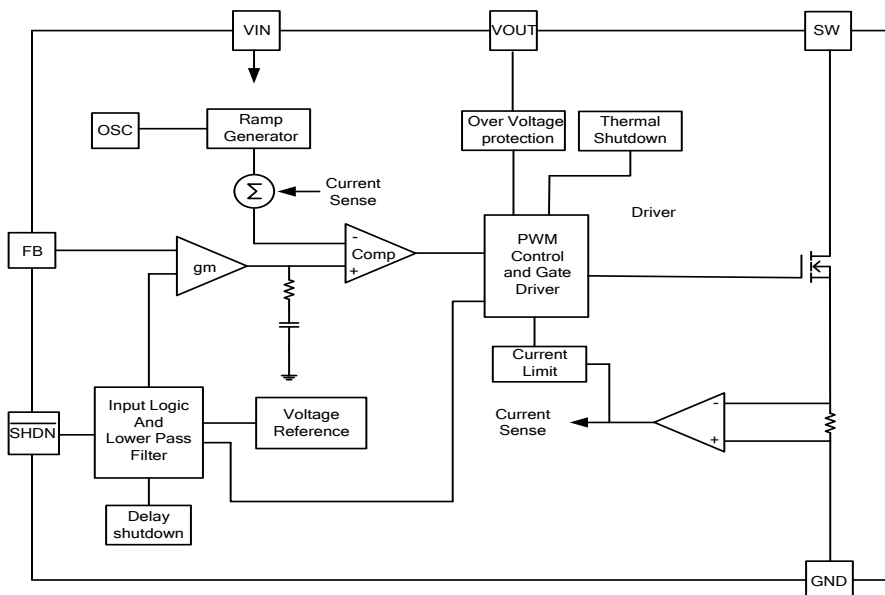 VIN
VOUT
SW
OSC
Ramp
Generator
Over Voltage
protection
Thermal
Shutdown
Σ
Current
Sense
Driver
FB
gm
-
Comp
+
PWM
Control
and Gate
Driver
Current
Limit
SHDN
Input Logic
And
Lower Pass
Filter
Voltage
Reference
Current
Sense
-
+
Delay
shutdown
GND